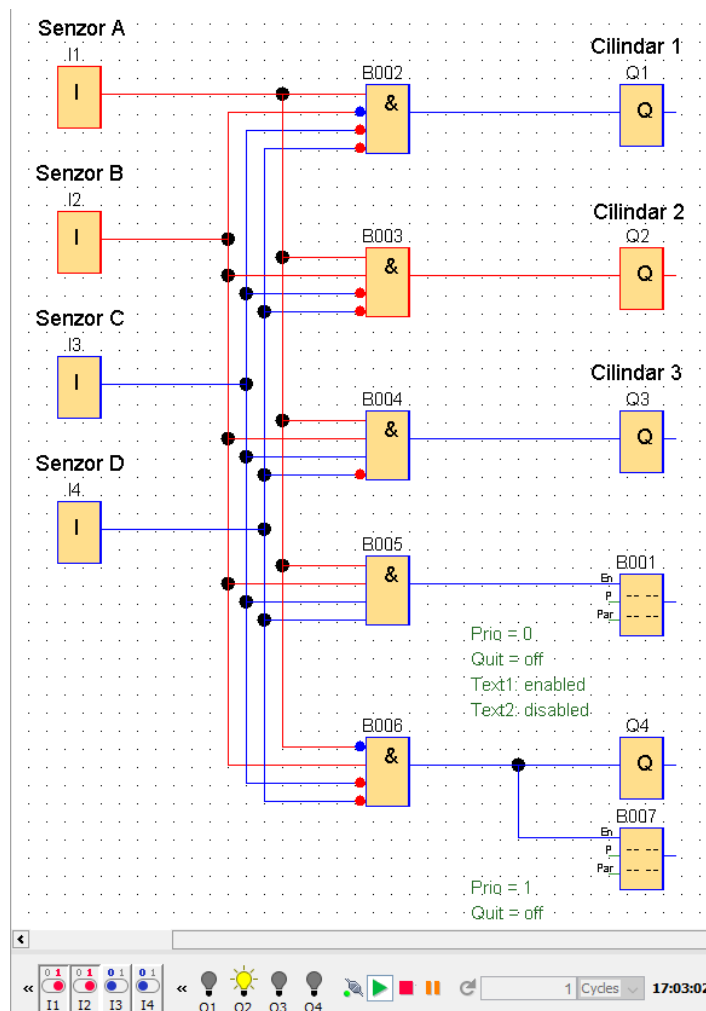 Senzor A
I1
I
Cilindar 1
B002
&
Q1
Q
Senzor B
I2
I
Cilindar 2
B003
&
Q2
Q
Senzor C
I3
I
Cilindar 3
B004
&
Q3
Q
Senzor D
I4
I
B005
&
B001
En
P
Par
Prio = 0
Quit = off
Text1: enabled
Text2: disabled
B006
&
Q4
Q
B007
En
P
Par
Prio = 1
Quit = off
« 0 1 0 1 0 1 0 1 « 1 Cycles 17:03:02
I1 I2 I3 I4 Q1 Q2 Q3 Q4